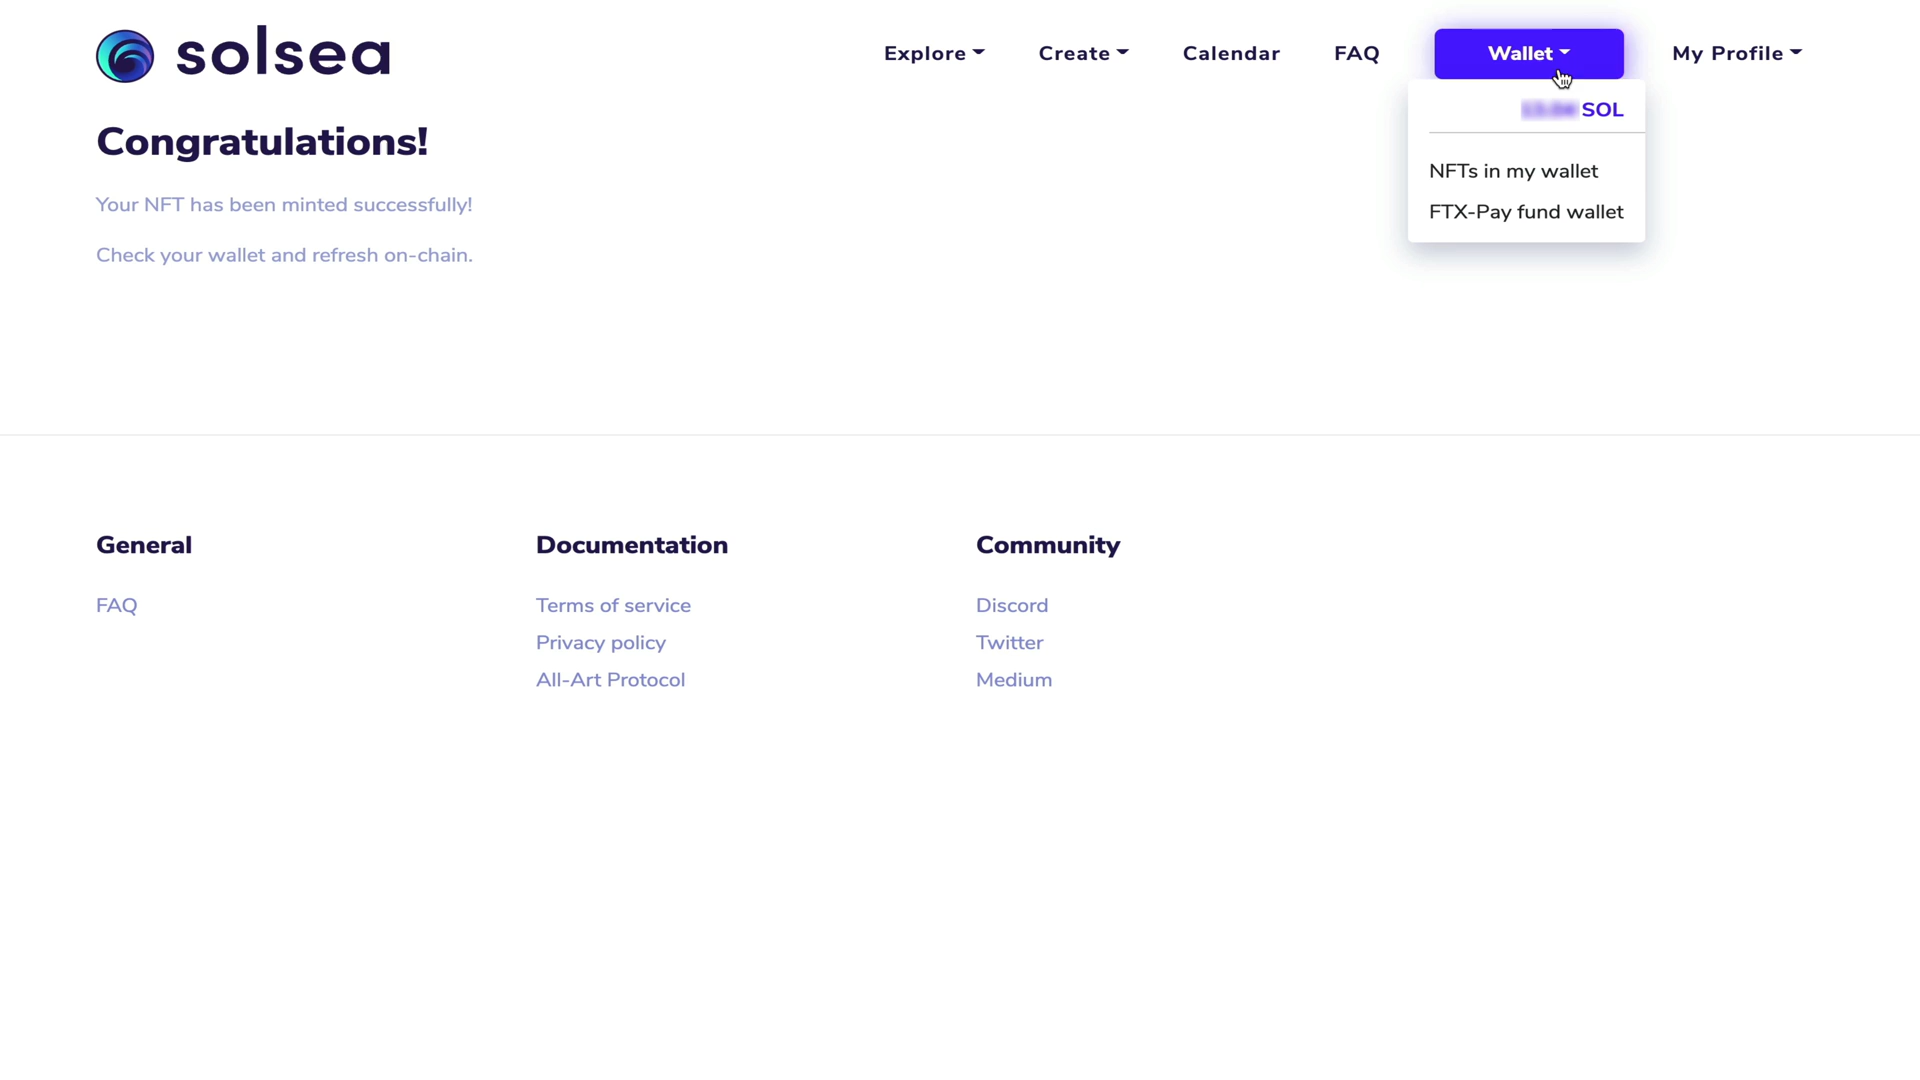 solsea
Explore
Create
Calendar
FAQ
Wallet
My Profile
SOL
NFTs in my wallet
FTX-Pay fund wallet
Congratulations!
Your NFT has been minted successfully!
Check your wallet and refresh on-chain.
General
FAQ
Documentation
Terms of service
Privacy policy
All-Art Protocol
Community
Discord
Twitter
Medium